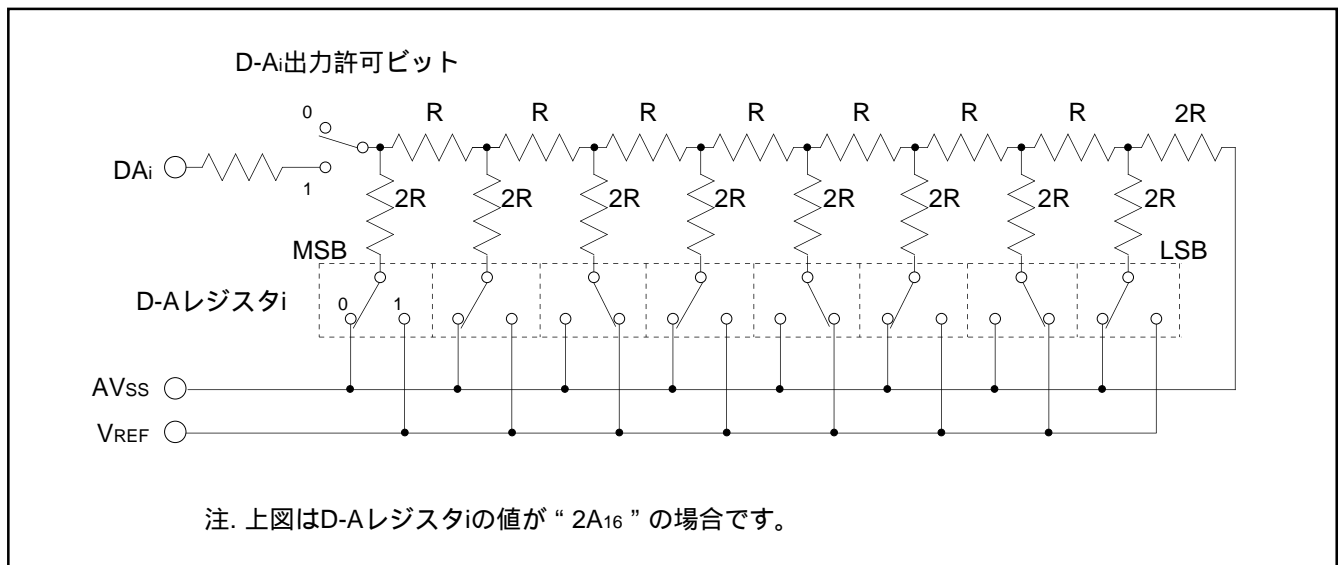 D-Ai出力許可ビット
0
R R R R R R R 2R
DAi
1
2R 2R 2R 2R 2R 2R 2R 2R
MSB LSB
D-Aレジスタi
0 1
AVSS
VREF
注. 上図はD-Aレジスタiの値が “ 2A16 ” の場合です。